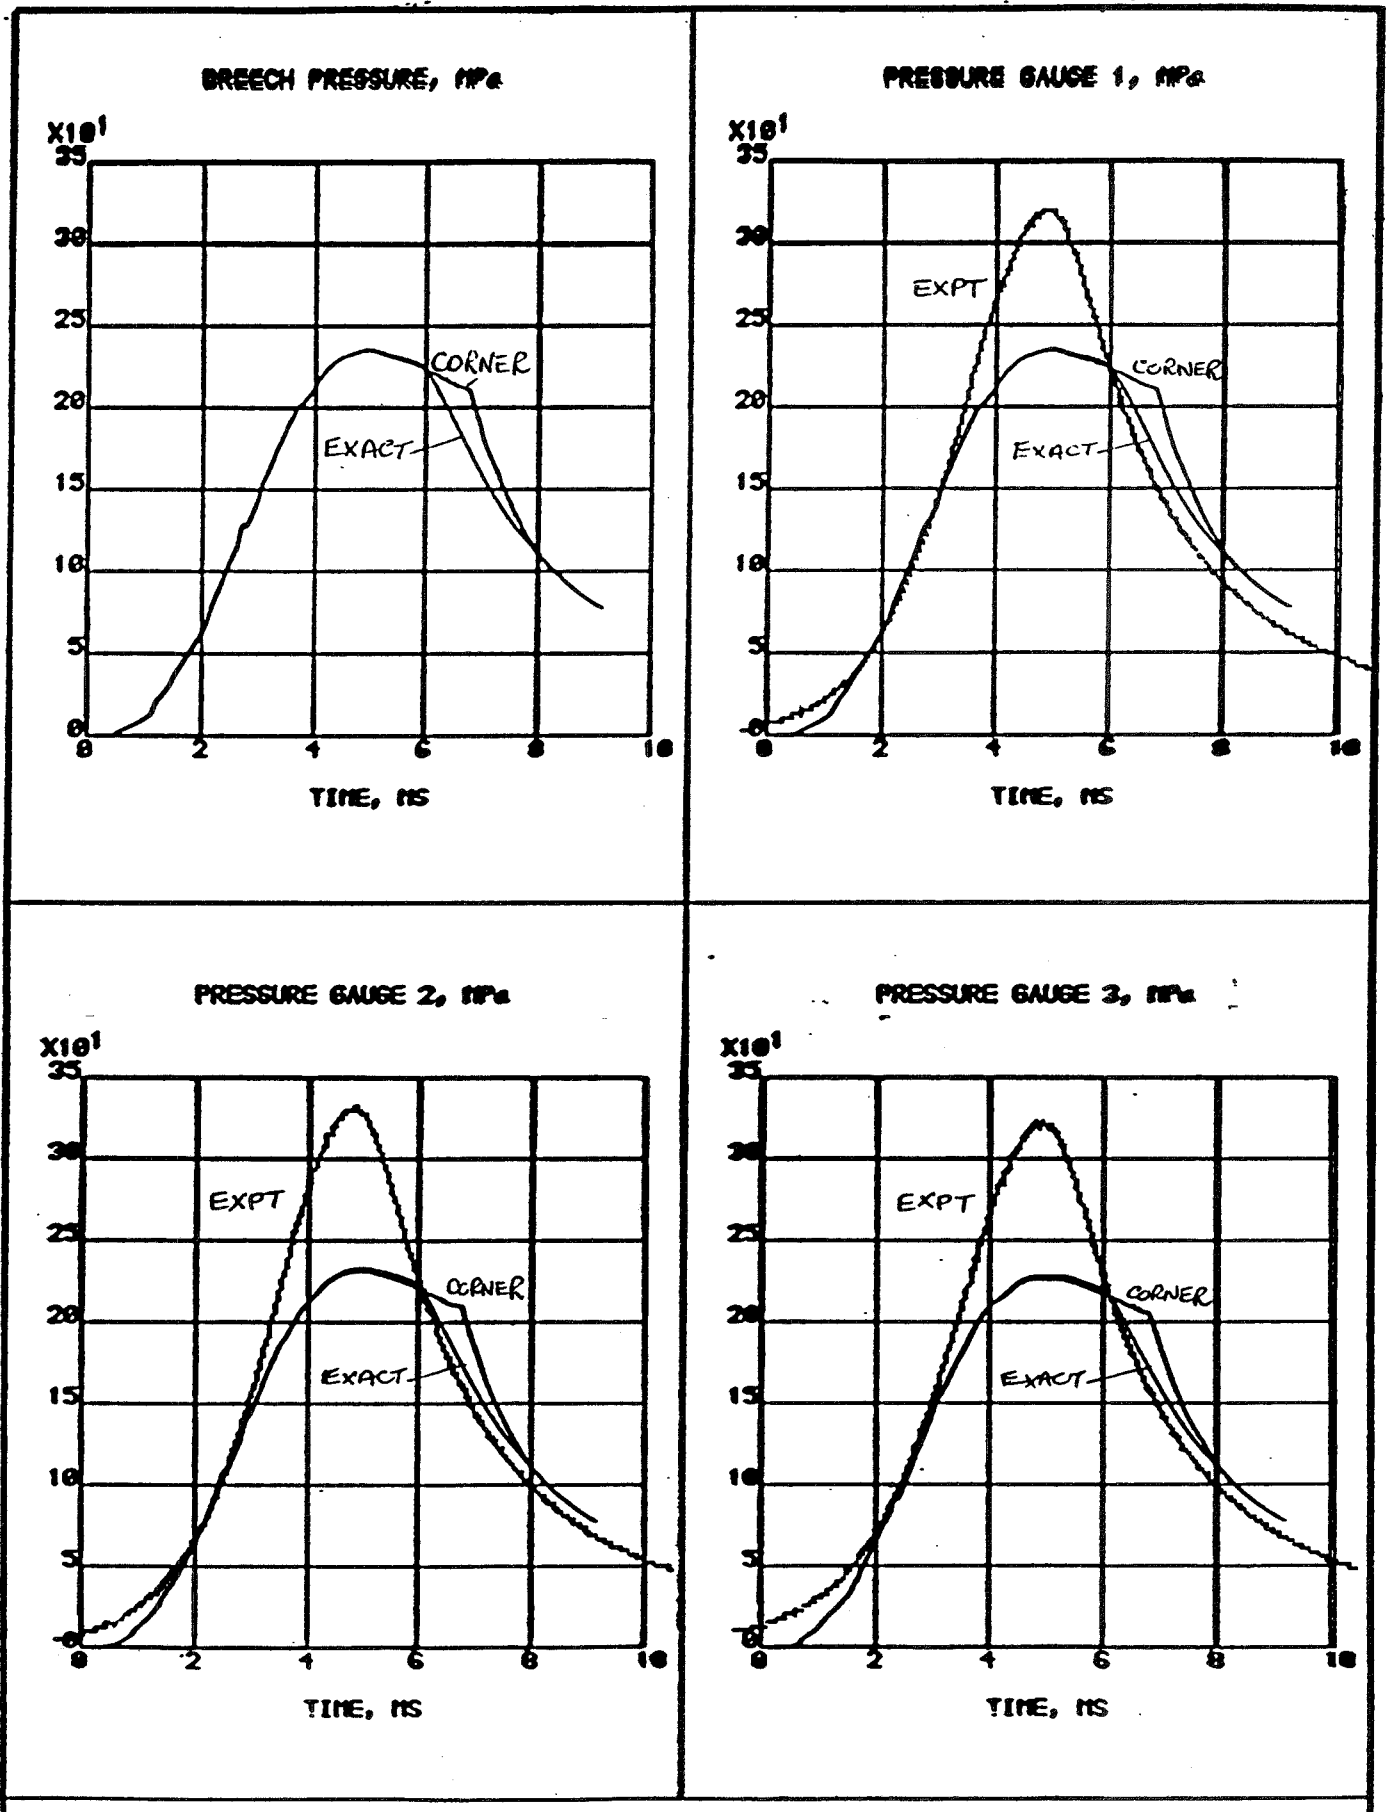 BREECH PRESSURE, MPa
X10¹
35
30
25
20
15
10
5
0
0 2 4 6 8 10
CORNER
EXACT
TIME, MS
PRESSURE GAUGE 1, MPa
X10¹
35
30
25
20
15
10
5
-0
0 2 4 6 8 10
EXPT
CORNER
EXACT
TIME, MS
PRESSURE GAUGE 2, MPa
X10¹
35
30
25
20
15
10
5
-0
0 2 4 6 8 10
EXPT
CORNER
EXACT
TIME, MS
PRESSURE GAUGE 3, MPa
X10¹
35
30
25
20
15
10
5
-0
0 2 4 6 8 10
EXPT
CORNER
EXACT
TIME, MS